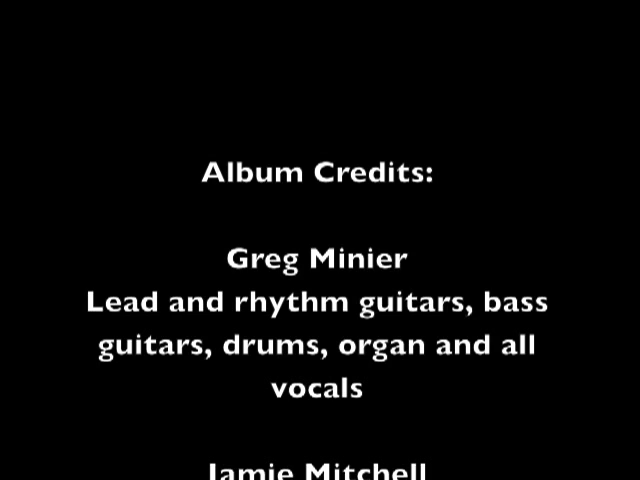 Album Credits:
Greg Minier
Lead and rhythm guitars, bass
guitars, drums, organ and all
vocals
Jamie Mitchell